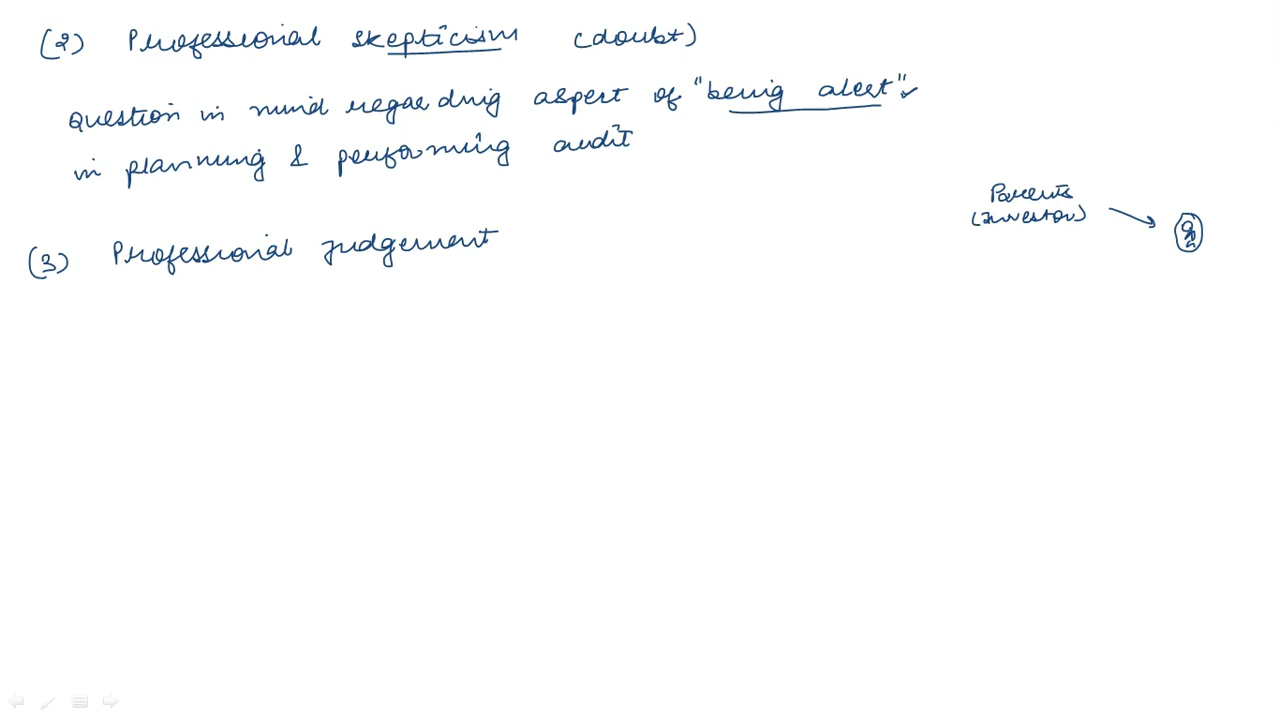 (2) Professional skepticism (doubt)
Question in mind regarding aspect of "being alert"
in planning & performing audit
Parents
(Investor)
(3) Professional judgement